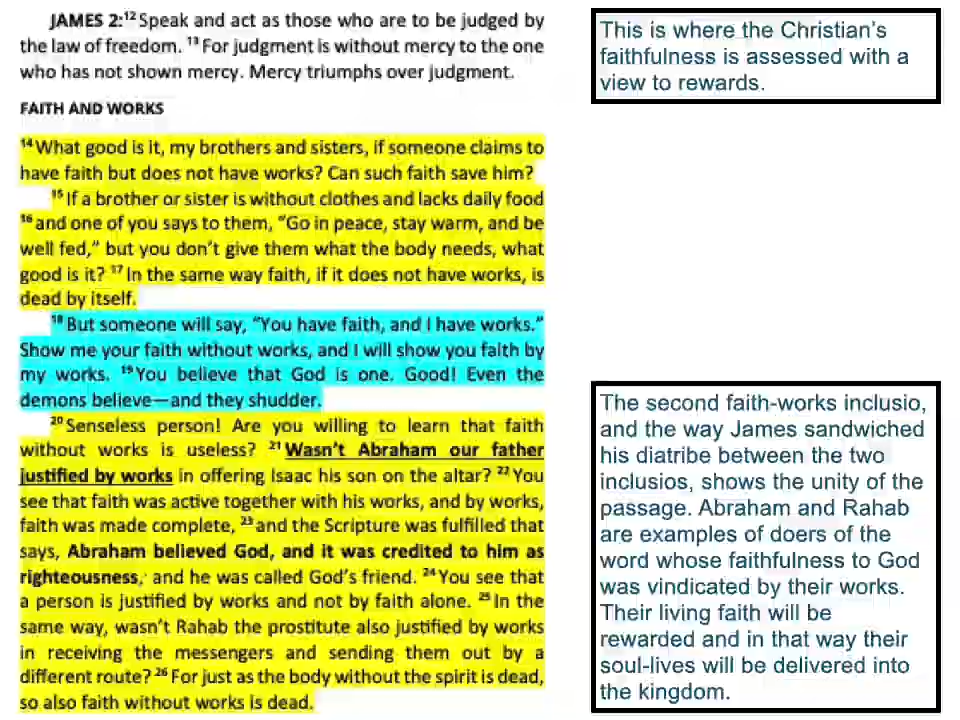 JAMES 2:¹² Speak and act as those who are to be judged by
the law of freedom. ¹³ For judgment is without mercy to the one
who has not shown mercy. Mercy triumphs over judgment.
FAITH AND WORKS
¹⁴ What good is it, my brothers and sisters, if someone claims to
have faith but does not have works? Can such faith save him?
¹⁵ If a brother or sister is without clothes and lacks daily food
¹⁶ and one of you says to them, “Go in peace, stay warm, and be
well fed,” but you don’t give them what the body needs, what
good is it? ¹⁷ In the same way faith, if it does not have works, is
dead by itself.
¹⁸ But someone will say, “You have faith, and I have works.”
Show me your faith without works, and I will show you faith by
my works. ¹⁹ You believe that God is one. Good! Even the
demons believe—and they shudder.
²⁰ Senseless person! Are you willing to learn that faith
without works is useless? ²¹ Wasn’t Abraham our father
justified by works in offering Isaac his son on the altar? ²² You
see that faith was active together with his works, and by works,
faith was made complete, ²³ and the Scripture was fulfilled that
says, Abraham believed God, and it was credited to him as
righteousness, and he was called God’s friend. ²⁴ You see that
a person is justified by works and not by faith alone. ²⁵ In the
same way, wasn’t Rahab the prostitute also justified by works
in receiving the messengers and sending them out by a
different route? ²⁶ For just as the body without the spirit is dead,
so also faith without works is dead.
This is where the Christian’s
faithfulness is assessed with a
view to rewards.
The second faith-works inclusio,
and the way James sandwiched
his diatribe between the two
inclusios, shows the unity of the
passage. Abraham and Rahab
are examples of doers of the
word whose faithfulness to God
was vindicated by their works.
Their living faith will be
rewarded and in that way their
soul-lives will be delivered into
the kingdom.